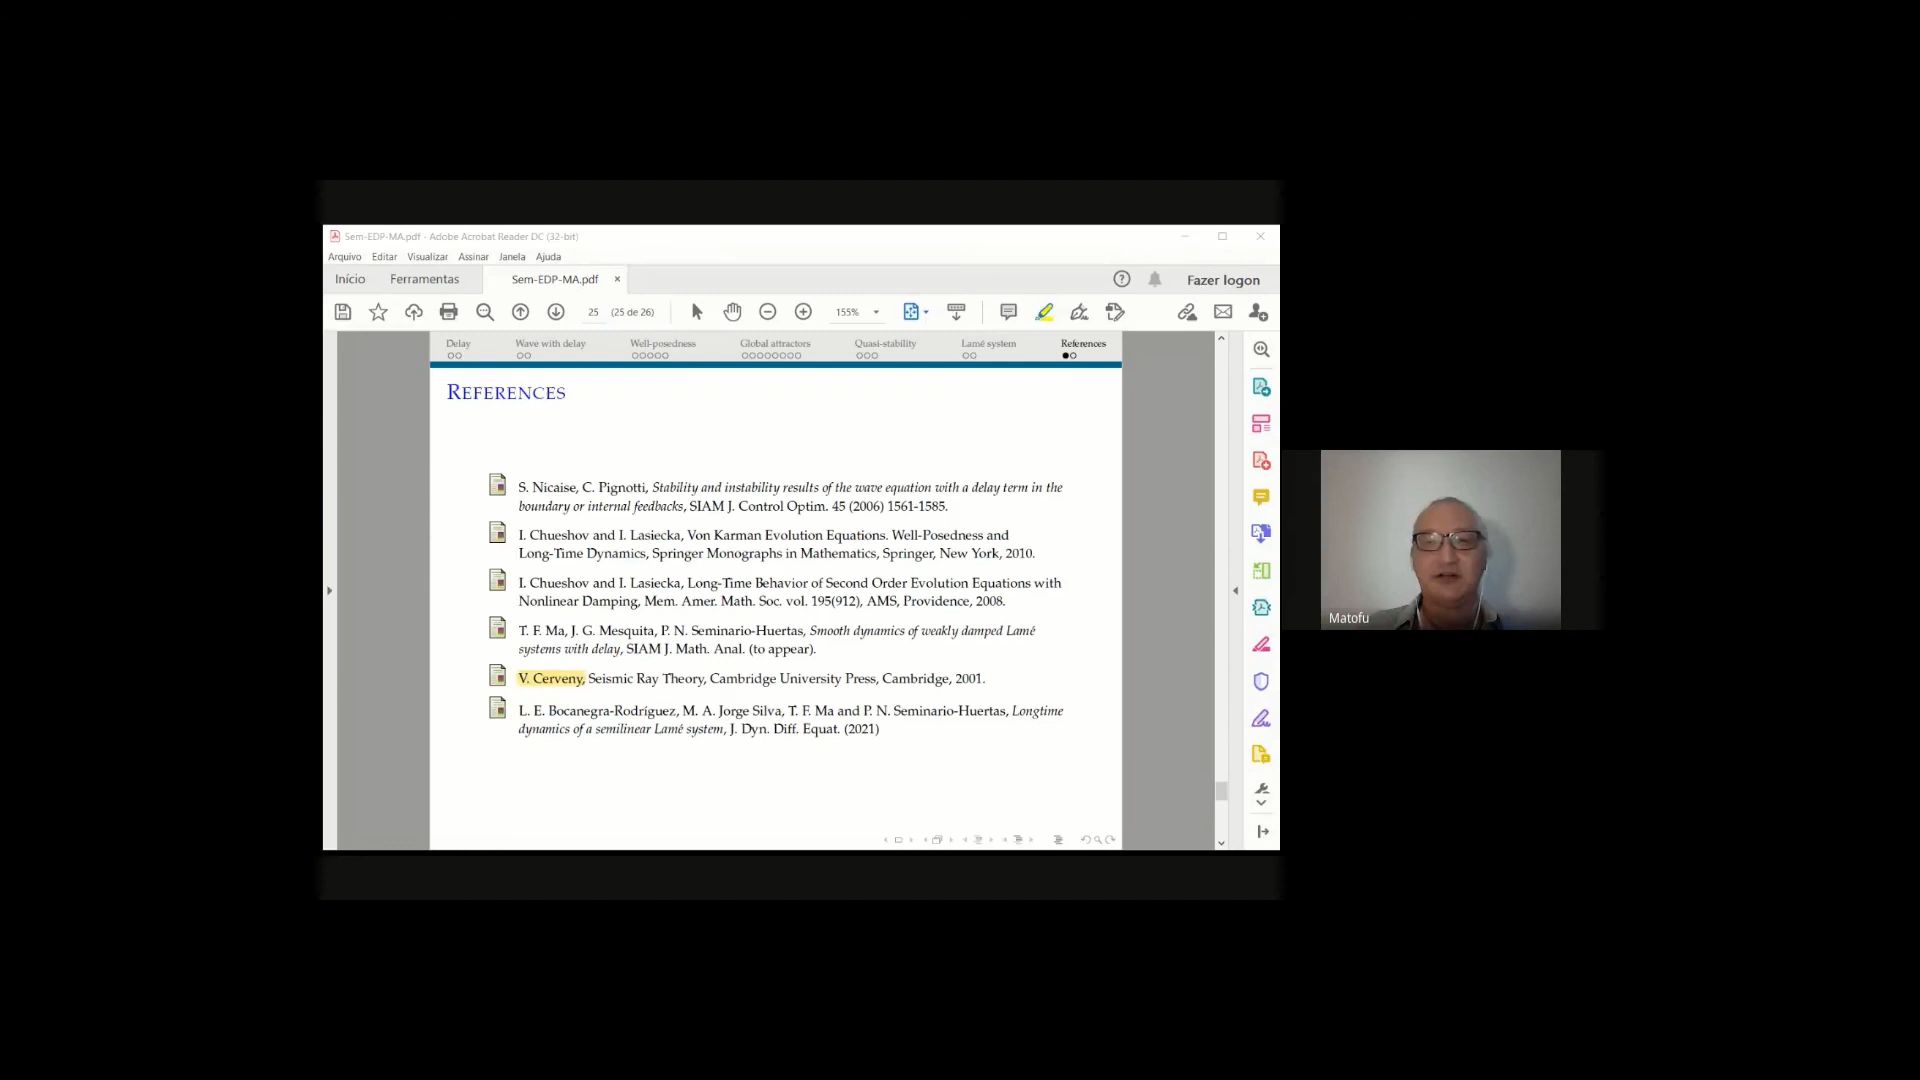 Sem-EDP-MA.pdf - Adobe Acrobat Reader DC (32-bit)
Arquivo Editar Visualizar Assinar Janela Ajuda
Início Ferramentas Sem-EDP-MA.pdf × Fazer logon
25 (25 de 26) 155%
Delay Wave with delay Well-posedness Global attractors Quasi-stability Lamé system References
REFERENCES
S. Nicaise, C. Pignotti, Stability and instability results of the wave equation with a delay term in the
boundary or internal feedbacks, SIAM J. Control Optim. 45 (2006) 1561-1585.
I. Chueshov and I. Lasiecka, Von Karman Evolution Equations. Well-Posedness and
Long-Time Dynamics, Springer Monographs in Mathematics, Springer, New York, 2010.
I. Chueshov and I. Lasiecka, Long-Time Behavior of Second Order Evolution Equations with
Nonlinear Damping, Mem. Amer. Math. Soc. vol. 195(912), AMS, Providence, 2008.
T. F. Ma, J. G. Mesquita, P. N. Seminario-Huertas, Smooth dynamics of weakly damped Lamé
systems with delay, SIAM J. Math. Anal. (to appear).
V. Cerveny, Seismic Ray Theory, Cambridge University Press, Cambridge, 2001.
L. E. Bocanegra-Rodríguez, M. A. Jorge Silva, T. F. Ma and P. N. Seminario-Huertas, Longtime
dynamics of a semilinear Lamé system, J. Dyn. Diff. Equat. (2021)
Matofu